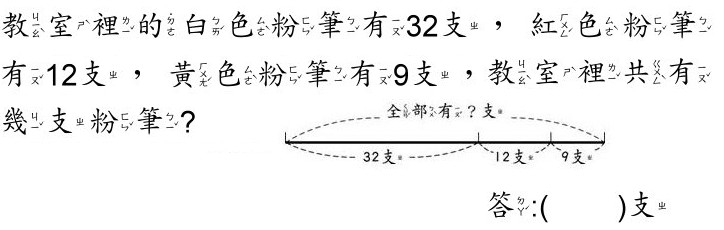 教室裡的白色粉筆有32支，紅色粉筆
有12支，黃色粉筆有9支，教室裡共有
幾支粉筆?
全部有?支
32支 12支 9支
答:( )支